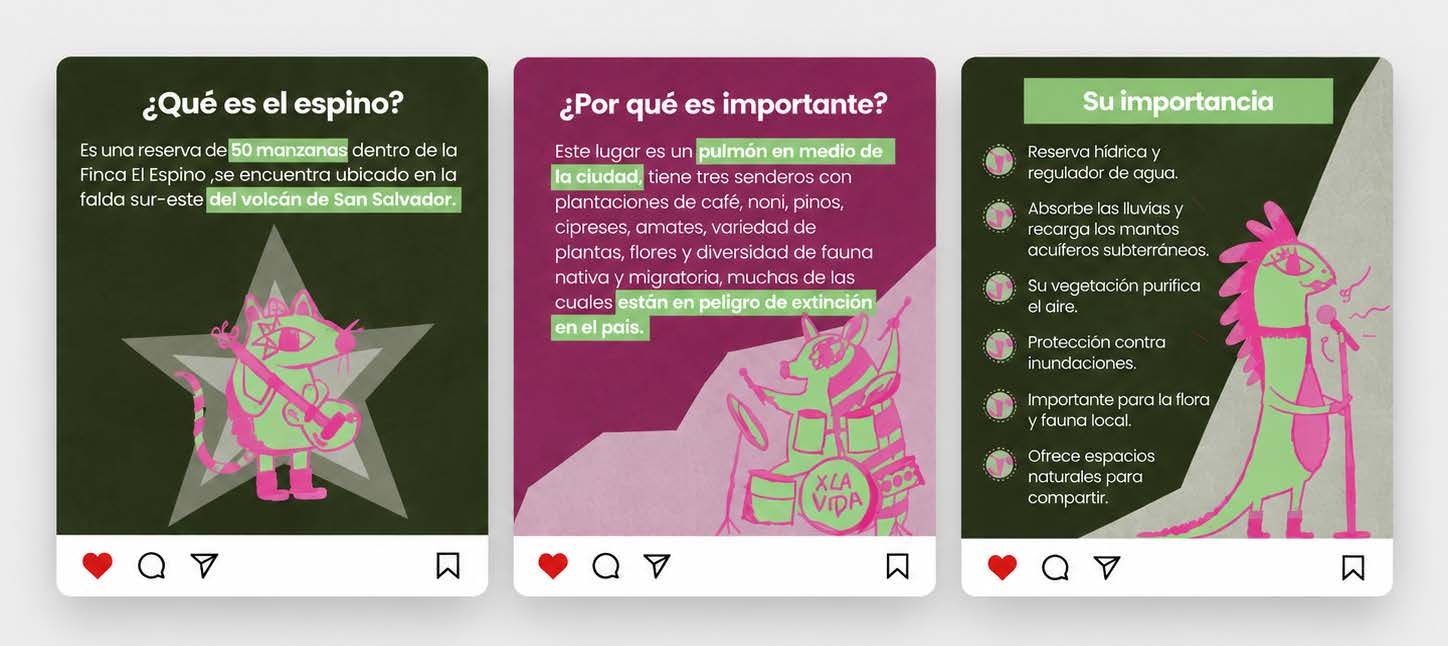 ¿Qué es el espino?
Es una reserva de 50 manzanas dentro de la
Finca El Espino ,se encuentra ubicado en la
falda sur-este del volcán de San Salvador.
¿Por qué es importante?
Este lugar es un pulmón en medio de
la ciudad, tiene tres senderos con
plantaciones de café, noni, pinos,
cipreses, amates, variedad de
plantas, flores y diversidad de fauna
nativa y migratoria, muchas de las
cuales están en peligro de extinción
en el pais.
X LA
VIDA
Su importancia
Reserva hídrica y
regulador de agua.
Absorbe las lluvias y
recarga los mantos
acuíferos subterráneos.
Su vegetación purifica
el aire.
Protección contra
inundaciones.
Importante para la flora
y fauna local.
Ofrece espacios
naturales para
compartir.